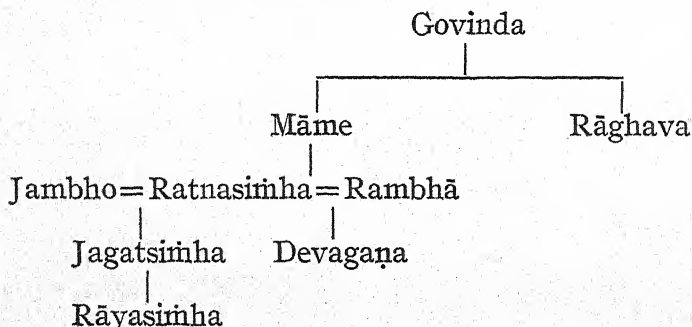 Govinda
Māme Rāghava
Jambho=Ratnasiṁha=Rambhā
Jagatsiṁha Devagaṇa
Rāyasiṁha